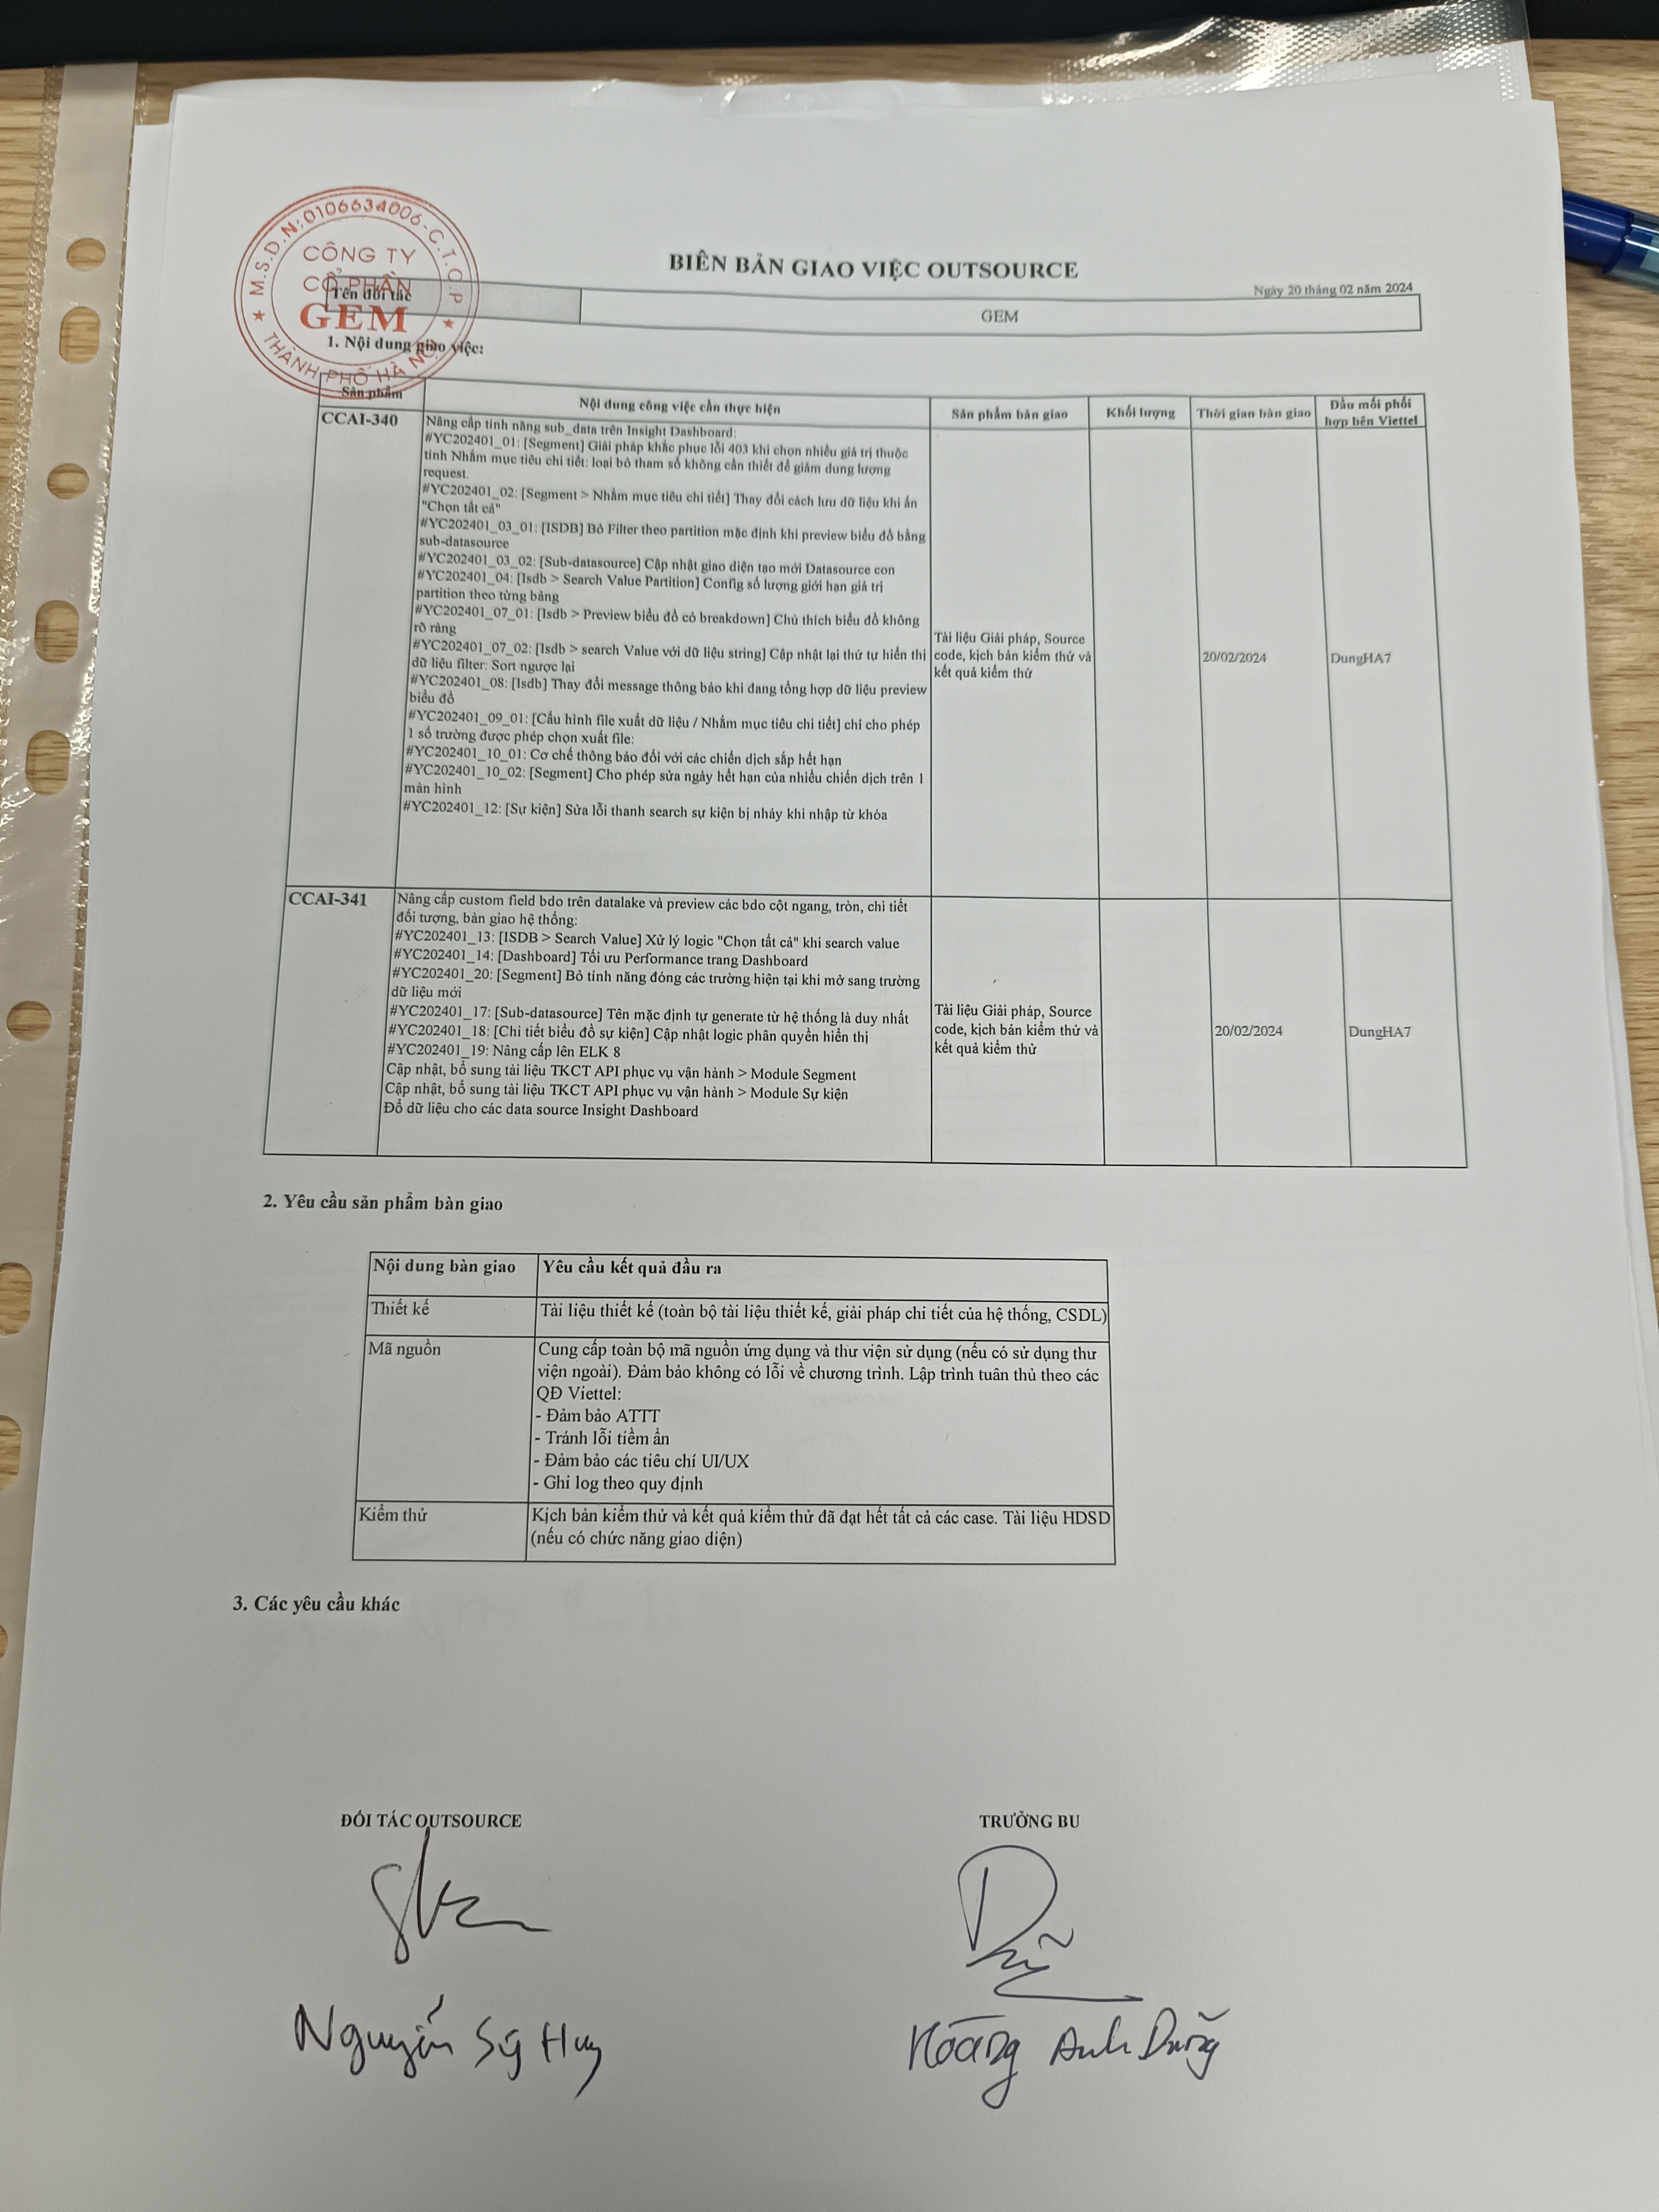 M.S.D.N:0106634006-C.T.C.P
CÔNG TY
CỔ PHẦN
GEM
THÀNH PHỐ HÀ NỘI
BIÊN BẢN GIAO VIỆC OUTSOURCE
Ngày 20 tháng 02 năm 2024
Tên đối tác
GEM
1. Nội dung giao việc:
Sản phẩm
Nội dung công việc cần thực hiện
Sản phẩm bàn giao
Khối lượng
Thời gian bàn giao
Đầu mối phối
hợp bên Viettel
CCAI-340
Nâng cấp tính năng sub_data trên Insight Dashboard:
#YC202401_01: [Segment] Giải pháp khắc phục lỗi 403 khi chọn nhiều giá trị thuộc
tính Nhắm mục tiêu chi tiết: loại bỏ tham số không cần thiết để giảm dung lượng
request.
#YC202401_02: [Segment > Nhắm mục tiêu chi tiết] Thay đổi cách lưu dữ liệu khi ấn
"Chọn tất cả"
#YC202401_03_01: [ISDB] Bỏ Filter theo partition mặc định khi preview biểu đồ bằng
sub-datasource
#YC202401_03_02: [Sub-datasource] Cập nhật giao diện tạo mới Datasource con
#YC202401_04: [Isdb > Search Value Partition] Config số lượng giới hạn giá trị
partition theo từng bảng
#YC202401_07_01: [Isdb > Preview biểu đồ có breakdown] Chú thích biểu đồ không
rõ ràng
#YC202401_07_02: [Isdb > search Value với dữ liệu string] Cập nhật lại thứ tự hiển thị
dữ liệu filter: Sort ngược lại
#YC202401_08: [Isdb] Thay đổi message thông báo khi đang tổng hợp dữ liệu preview
biểu đồ
#YC202401_09_01: [Cấu hình file xuất dữ liệu / Nhắm mục tiêu chi tiết] chỉ cho phép
1 số trường được phép chọn xuất file:
#YC202401_10_01: Cơ chế thông báo đối với các chiến dịch sắp hết hạn
#YC202401_10_02: [Segment] Cho phép sửa ngày hết hạn của nhiều chiến dịch trên 1
màn hình
#YC202401_12: [Sự kiện] Sửa lỗi thanh search sự kiện bị nháy khi nhập từ khóa
Tài liệu Giải pháp, Source
code, kịch bản kiểm thử và
kết quả kiểm thử
20/02/2024
DungHA7
CCAI-341
Nâng cấp custom field bdo trên datalake và preview các bdo cột ngang, tròn, chi tiết
đối tượng, bàn giao hệ thống:
#YC202401_13: [ISDB > Search Value] Xử lý logic "Chọn tất cả" khi search value
#YC202401_14: [Dashboard] Tối ưu Performance trang Dashboard
#YC202401_20: [Segment] Bỏ tính năng đóng các trường hiện tại khi mở sang trường
dữ liệu mới
#YC202401_17: [Sub-datasource] Tên mặc định tự generate từ hệ thống là duy nhất
#YC202401_18: [Chi tiết biểu đồ sự kiện] Cập nhật logic phân quyền hiển thị
#YC202401_19: Nâng cấp lên ELK 8
Cập nhật, bổ sung tài liệu TKCT API phục vụ vận hành > Module Segment
Cập nhật, bổ sung tài liệu TKCT API phục vụ vận hành > Module Sự kiện
Đổ dữ liệu cho các data source Insight Dashboard
Tài liệu Giải pháp, Source
code, kịch bản kiểm thử và
kết quả kiểm thử
20/02/2024
DungHA7
2. Yêu cầu sản phẩm bàn giao
Nội dung bàn giao
Yêu cầu kết quả đầu ra
Thiết kế
Tài liệu thiết kế (toàn bộ tài liệu thiết kế, giải pháp chi tiết của hệ thống, CSDL)
Mã nguồn
Cung cấp toàn bộ mã nguồn ứng dụng và thư viện sử dụng (nếu có sử dụng thư
viện ngoài). Đảm bảo không có lỗi về chương trình. Lập trình tuân thủ theo các
QĐ Viettel:
- Đảm bảo ATTT
- Tránh lỗi tiềm ẩn
- Đảm bảo các tiêu chí UI/UX
- Ghi log theo quy định
Kiểm thử
Kịch bản kiểm thử và kết quả kiểm thử đã đạt hết tất cả các case. Tài liệu HDSD
(nếu có chức năng giao diện)
3. Các yêu cầu khác
ĐỐI TÁC OUTSOURCE
TRƯỞNG BU
Nguyễn Sỹ Huy
Hoàng Anh Dũng